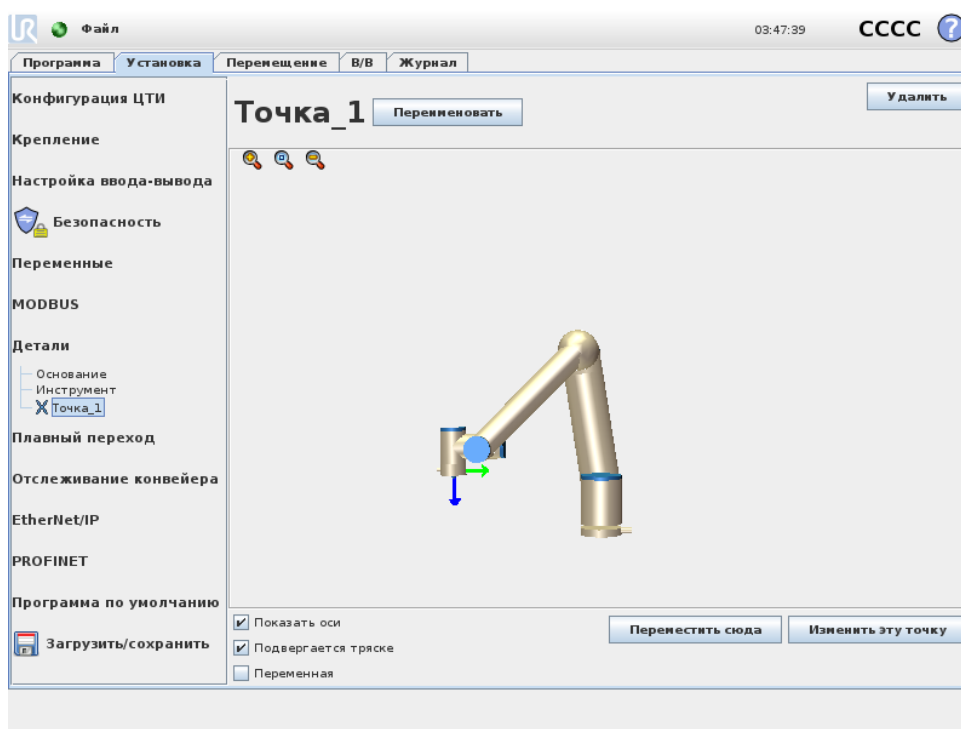 UR Файл 03:47:39 CCCC ?
Программа Установка Перемещение В/В Журнал
Конфигурация ЦТИ
Крепление
Настройка ввода-вывода
Безопасность
Переменные
MODBUS
Детали
Основание
Инструмент
Точка_1
Плавный переход
Отслеживание конвейера
EtherNet/IP
PROFINET
Программа по умолчанию
Загрузить/сохранить
Точка_1 Переименовать Удалить
Показать оси
Подвергается тряске
Переменная
Переместить сюда Изменить эту точку